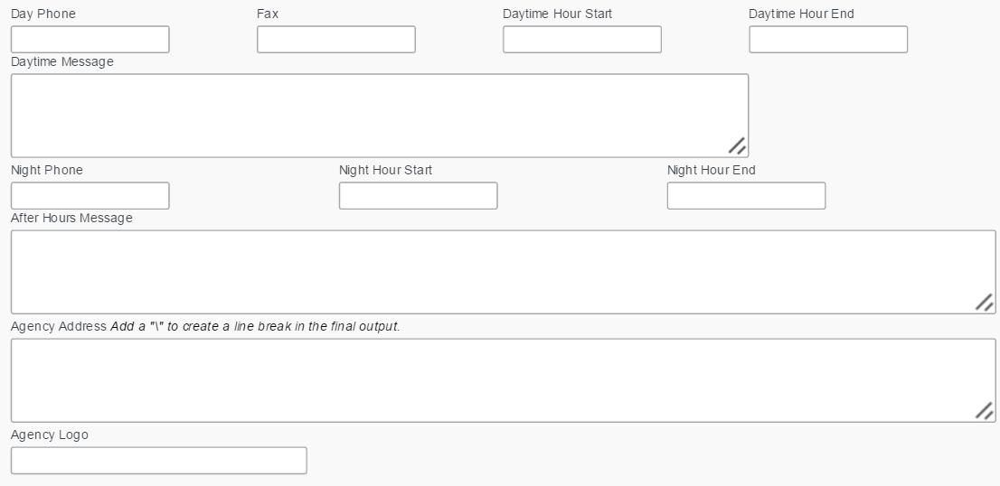 Day Phone Fax Daytime Hour Start Daytime Hour End
Daytime Message
Night Phone Night Hour Start Night Hour End
After Hours Message
Agency Address Add a "\" to create a line break in the final output.
Agency Logo